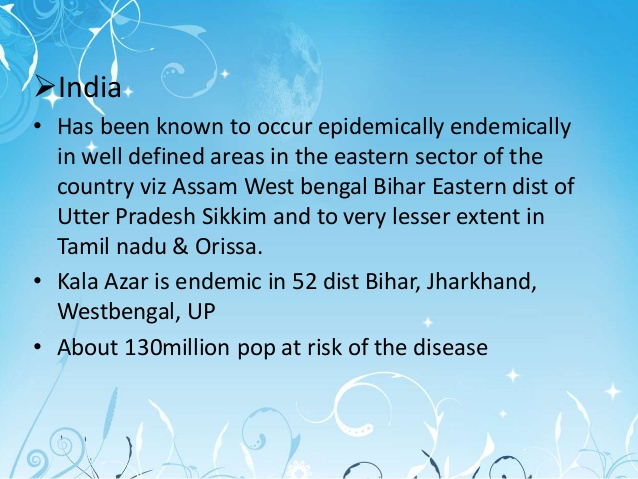 ➢India
• Has been known to occur epidemically endemically
in well defined areas in the eastern sector of the
country viz Assam West bengal Bihar Eastern dist of
Utter Pradesh Sikkim and to very lesser extent in
Tamil nadu & Orissa.
• Kala Azar is endemic in 52 dist Bihar, Jharkhand,
Westbengal, UP
• About 130million pop at risk of the disease